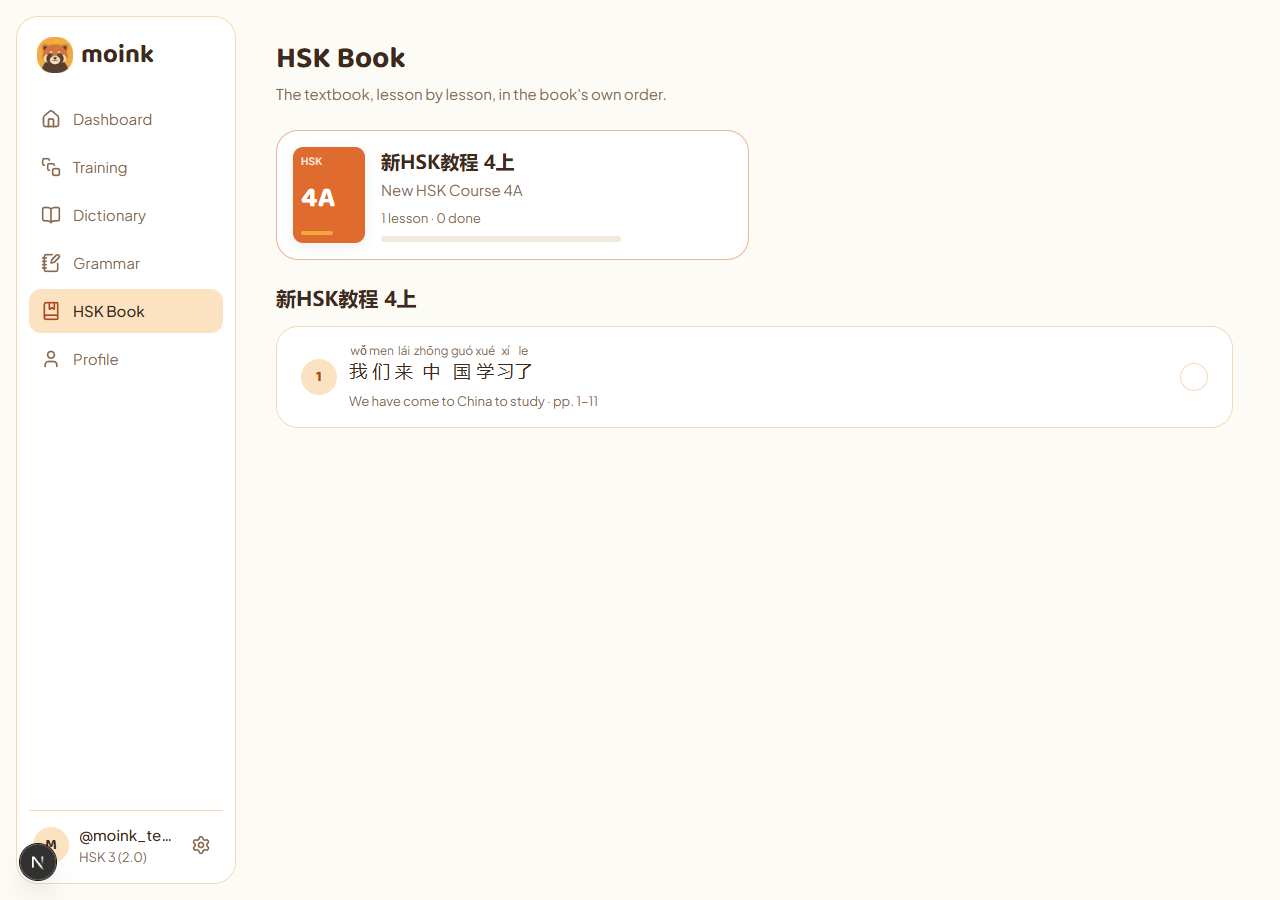 moink
Dashboard
Training
Dictionary
Grammar
HSK Book
Profile
M
@moink_te...
HSK 3 (2.0)
N
HSK Book
The textbook, lesson by lesson, in the book's own order.
HSK
4A
新HSK教程 4上
New HSK Course 4A
1 lesson · 0 done
新HSK教程 4上
1
wǒ men lái zhōng guó xué xí le
我们来中国学习了
We have come to China to study · pp. 1–11